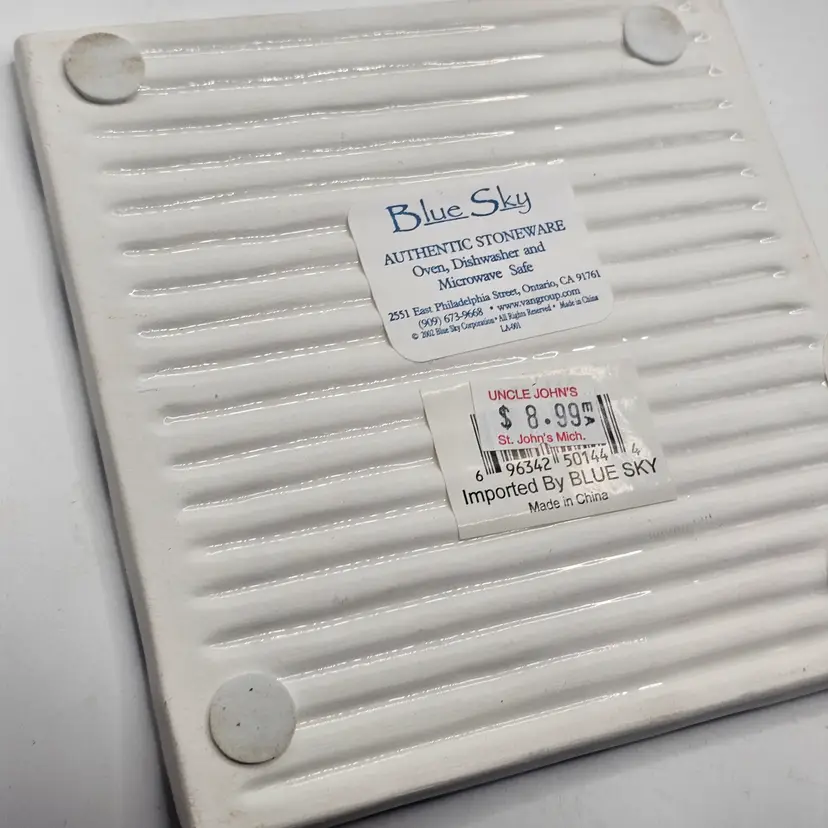 Blue Sky
AUTHENTIC STONEWARE
Oven, Dishwasher and
Microwave Safe
2551 East Philadelphia Street, Ontario, CA 91761
(909) 673-9668 • www.vangroup.com
© 2002 Blue Sky Corporation • All Rights Reserved • Made in China
LA-001
UNCLE JOHN'S
$ 8.99 EA
St. John's Mich.
6 96342 50144 4
Imported By BLUE SKY
Made in China